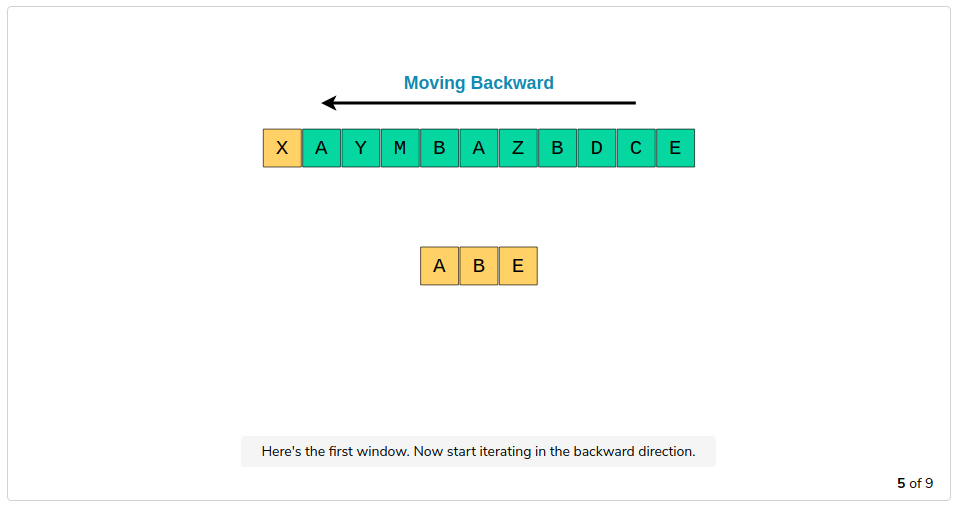 Moving Backward
X A Y M B A Z B D C E
A B E
Here's the first window. Now start iterating in the backward direction.
5 of 9